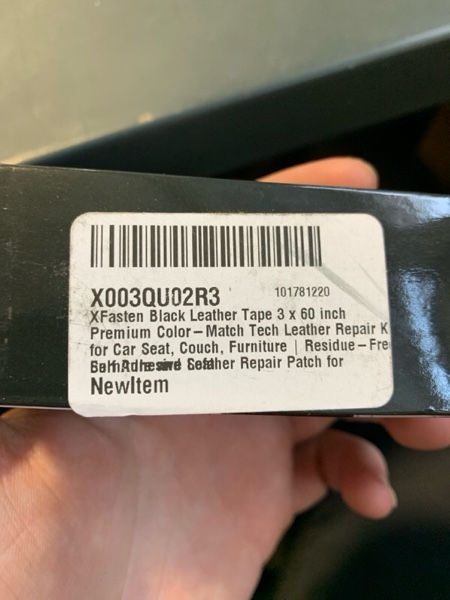 X003QU02R3
101781220
XFasten Black Leather Tape 3 x 60 inch
Premium Color-Match Tech Leather Repair K
for Car Seat, Couch, Furniture | Residue-Fre
Leather Repair Patch for
NewItem